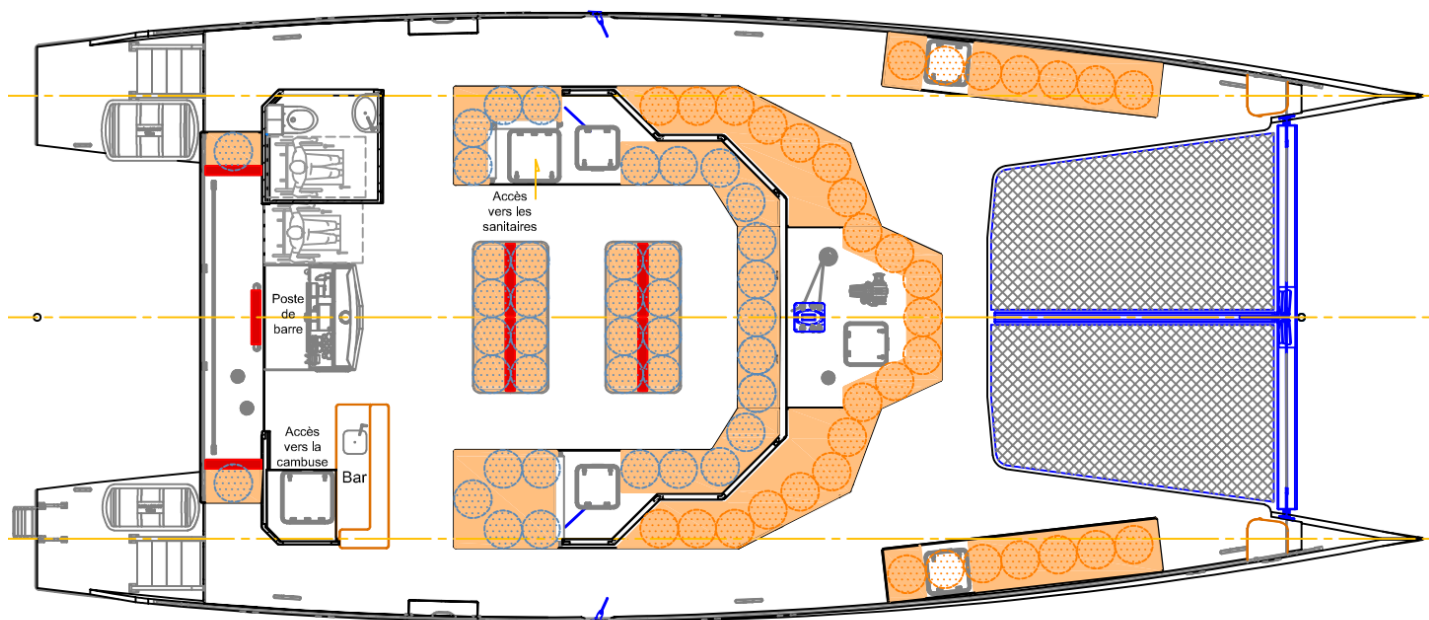 Accès
vers les
sanitaires
Poste
de
barre
Accès
vers la
cambuse
Bar